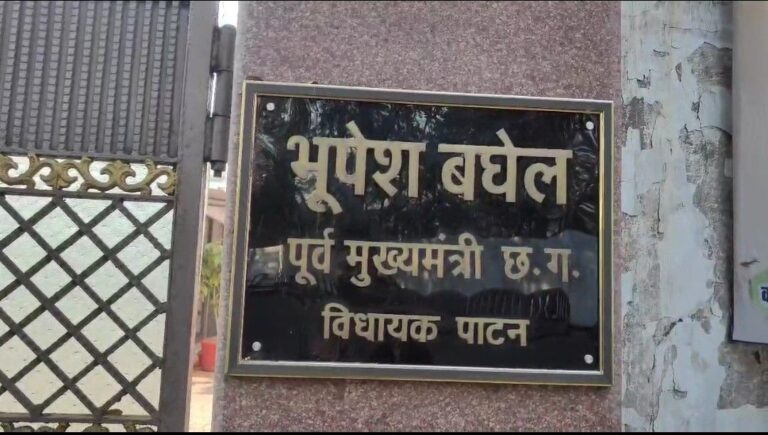 भूपेश बघेल
पूर्व मुख्यमंत्री छ.ग.
विधायक पाटन